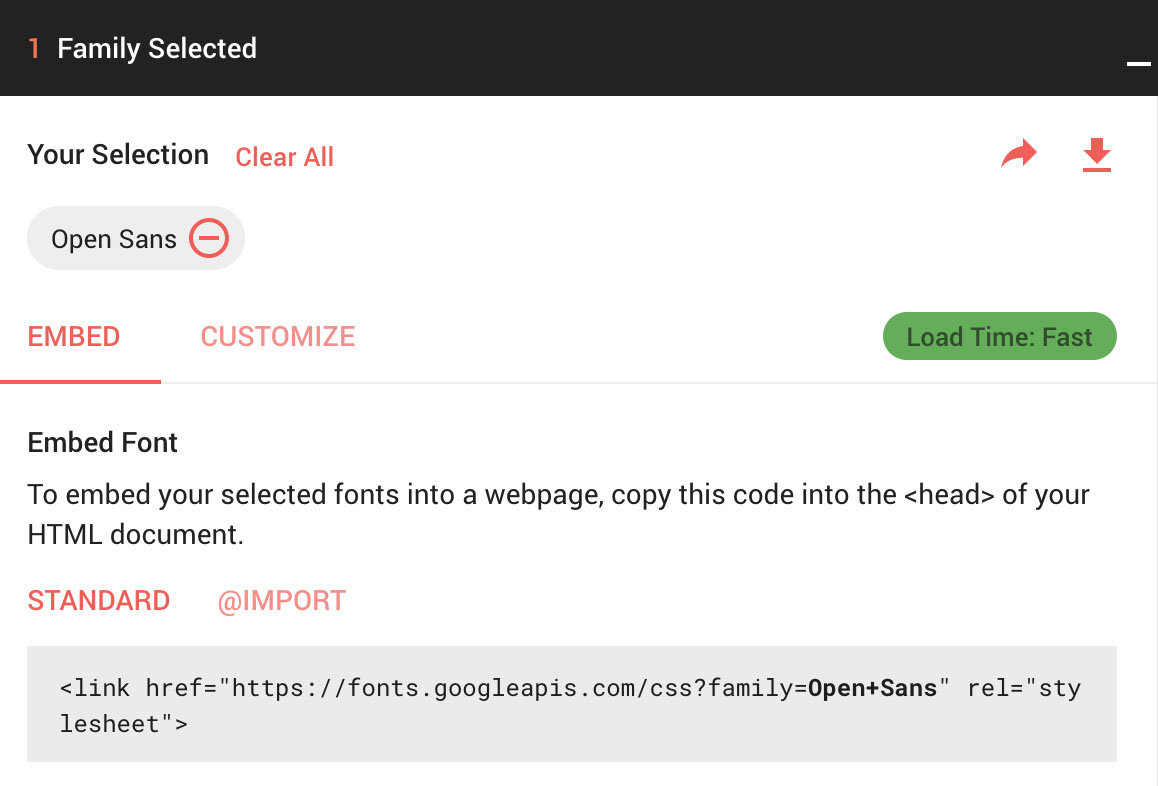 1 Family Selected
Your Selection Clear All
Open Sans
EMBED CUSTOMIZE Load Time: Fast
Embed Font
To embed your selected fonts into a webpage, copy this code into the <head> of your
HTML document.
STANDARD @IMPORT
<link href="https://fonts.googleapis.com/css?family=Open+Sans" rel="sty
lesheet">